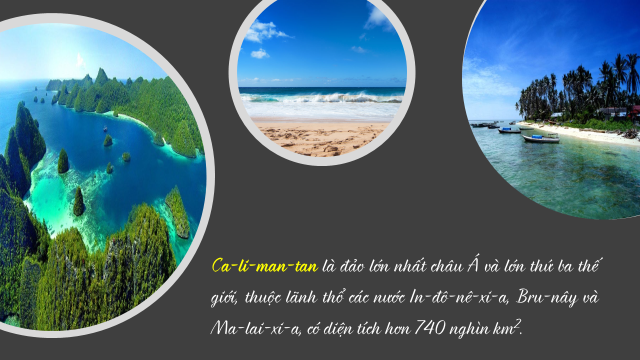 Ca-li-man-tan là đảo lớn nhất châu Á và lớn thứ ba thế
giới, thuộc lãnh thổ các nước In-đô-nê-xi-a, Bru-nây và
Ma-lai-xi-a, có diện tích hơn 740 nghìn km².